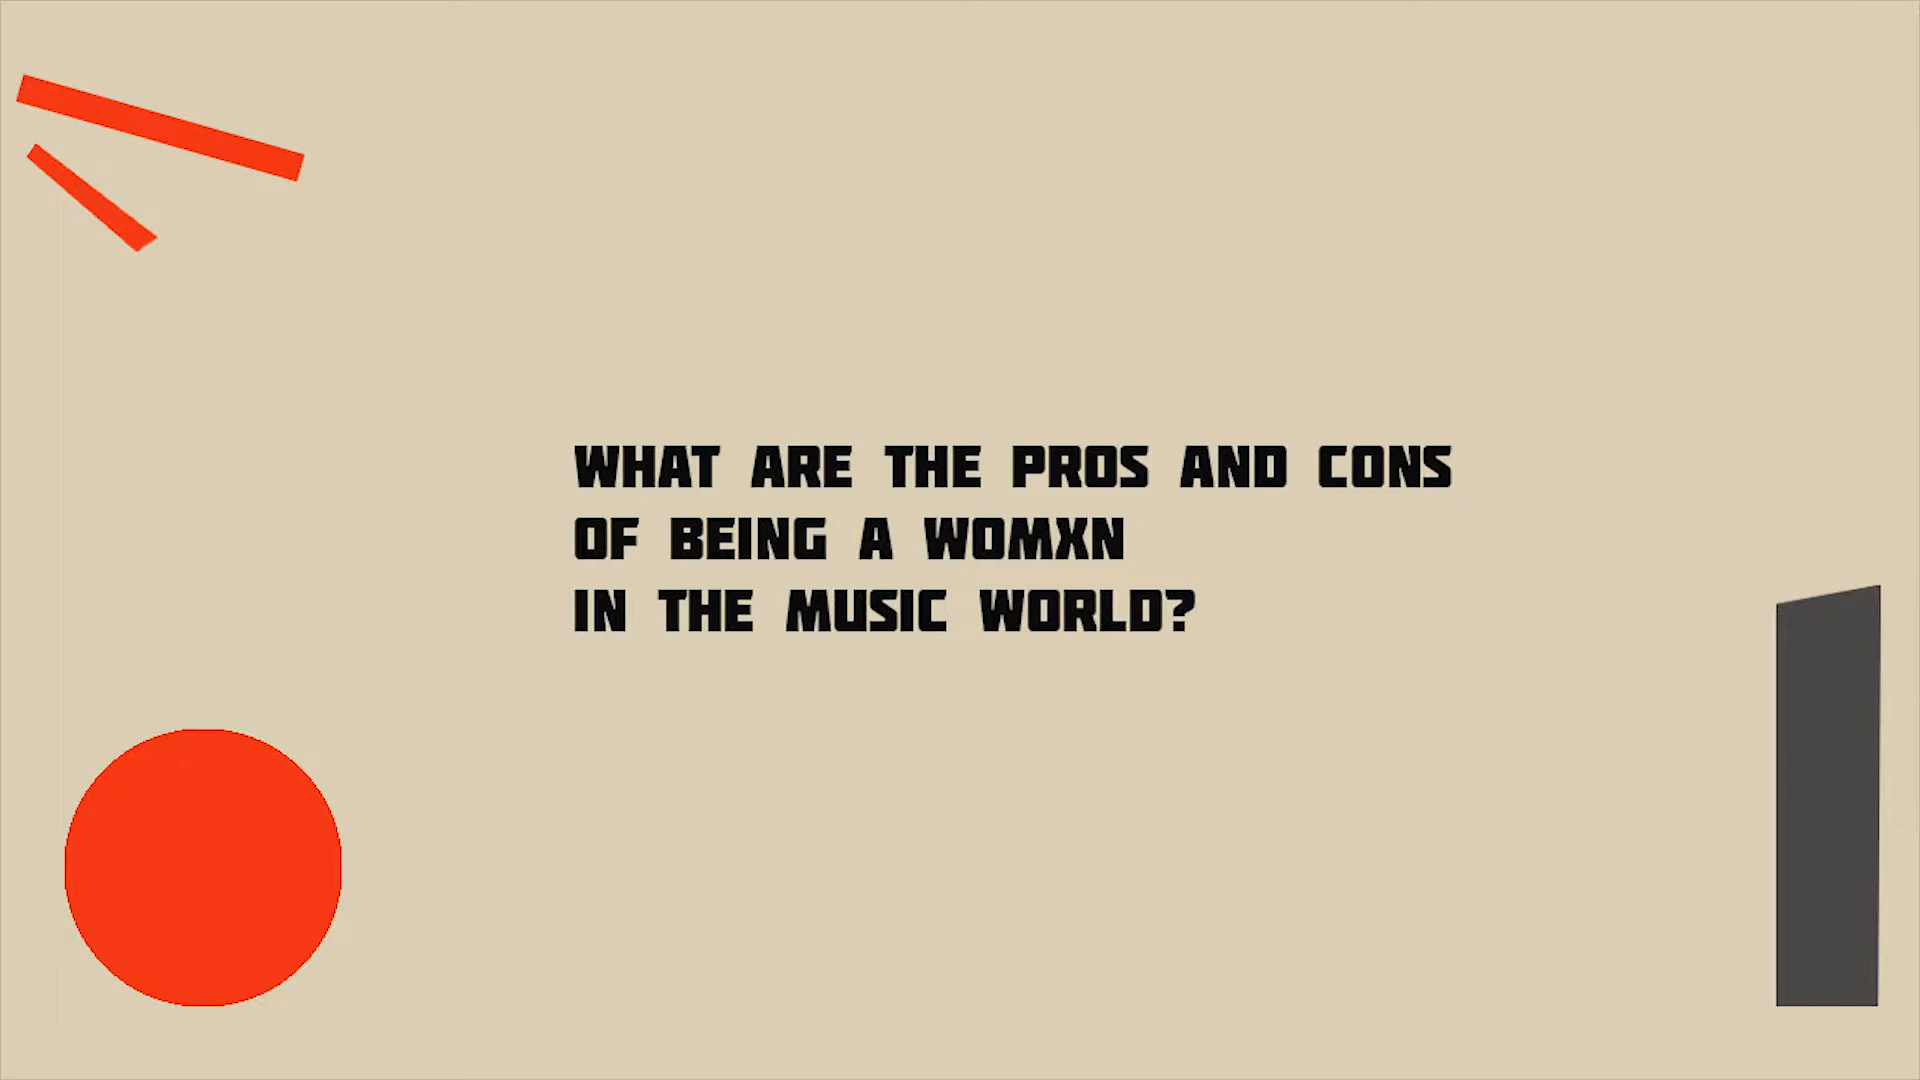 WHAT ARE THE PROS AND CONS
OF BEING A WOMXN
IN THE MUSIC WORLD?